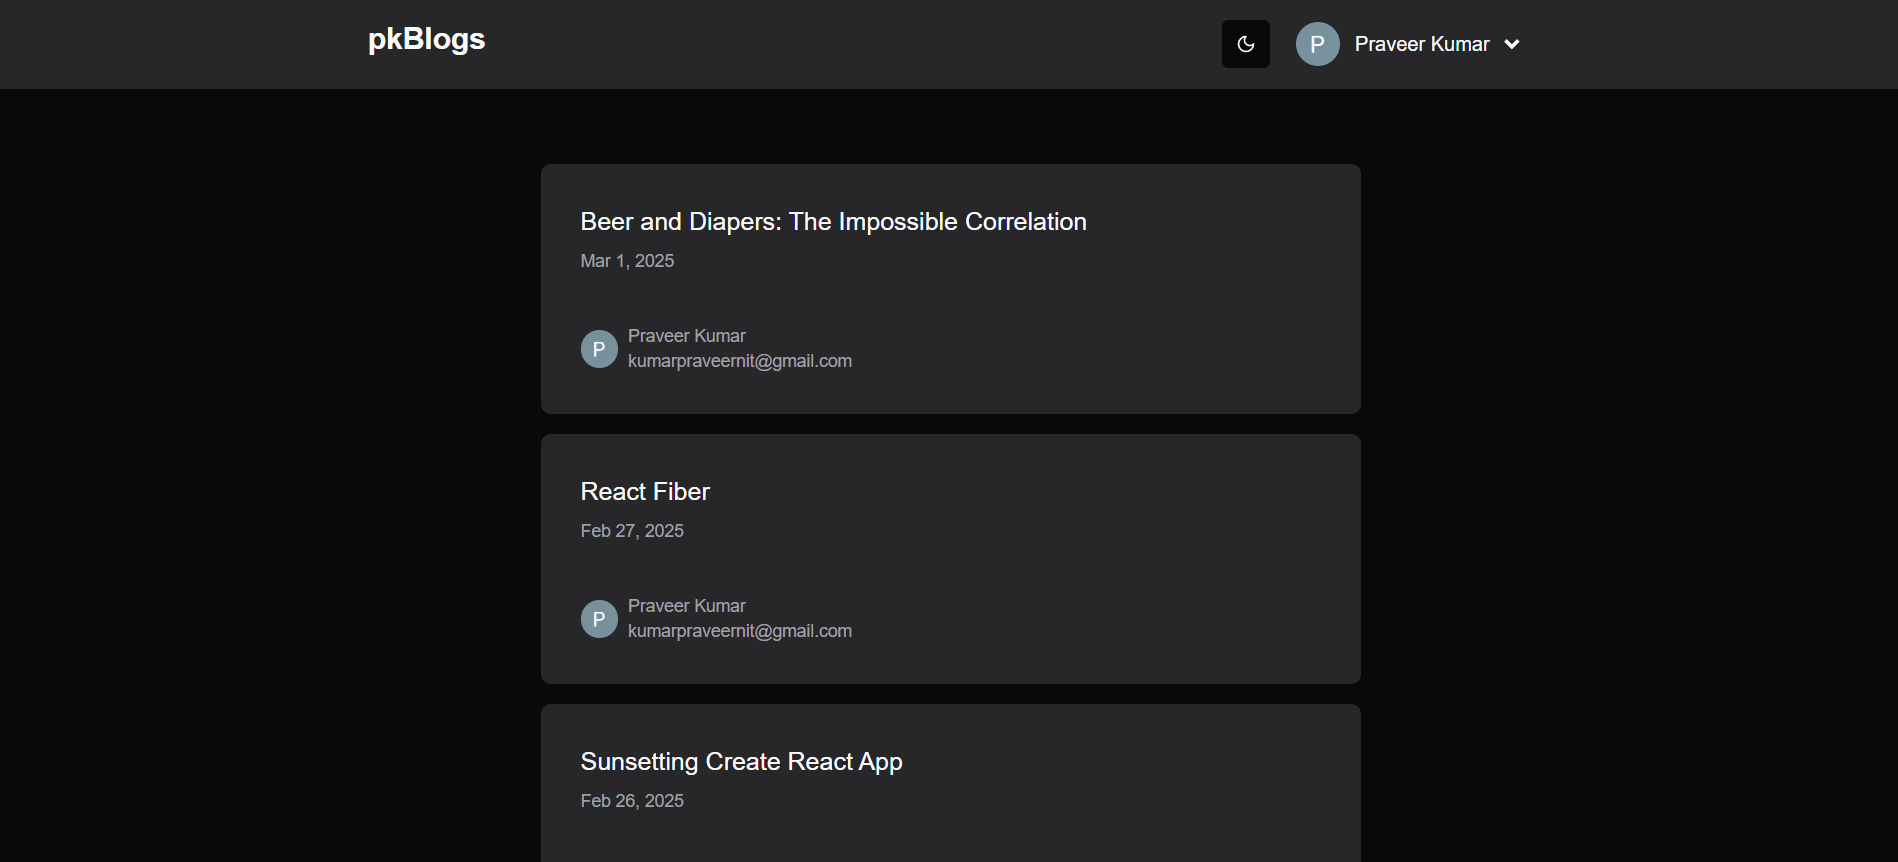 pkBlogs
P Praveer Kumar
Beer and Diapers: The Impossible Correlation
Mar 1, 2025
P
Praveer Kumar
kumarpraveernit@gmail.com
React Fiber
Feb 27, 2025
P
Praveer Kumar
kumarpraveernit@gmail.com
Sunsetting Create React App
Feb 26, 2025